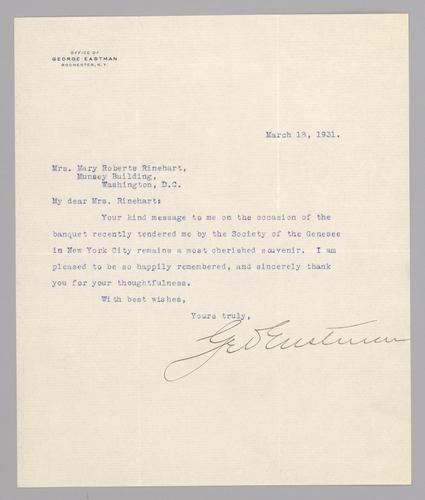 OFFICE OF
GEORGE EASTMAN
ROCHESTER, N.Y.
March 18, 1931.
Mrs. Mary Roberts Rinehart,
Munsey Building,
Washington, D.C.
My dear Mrs. Rinehart:
Your kind message to me on the occasion of the
banquet recently tendered me by the Society of the Genesee
in New York City remains a most cherished souvenir. I am
pleased to be so happily remembered, and sincerely thank
you for your thoughtfulness.
With best wishes,
Yours truly,
Geo Eastman